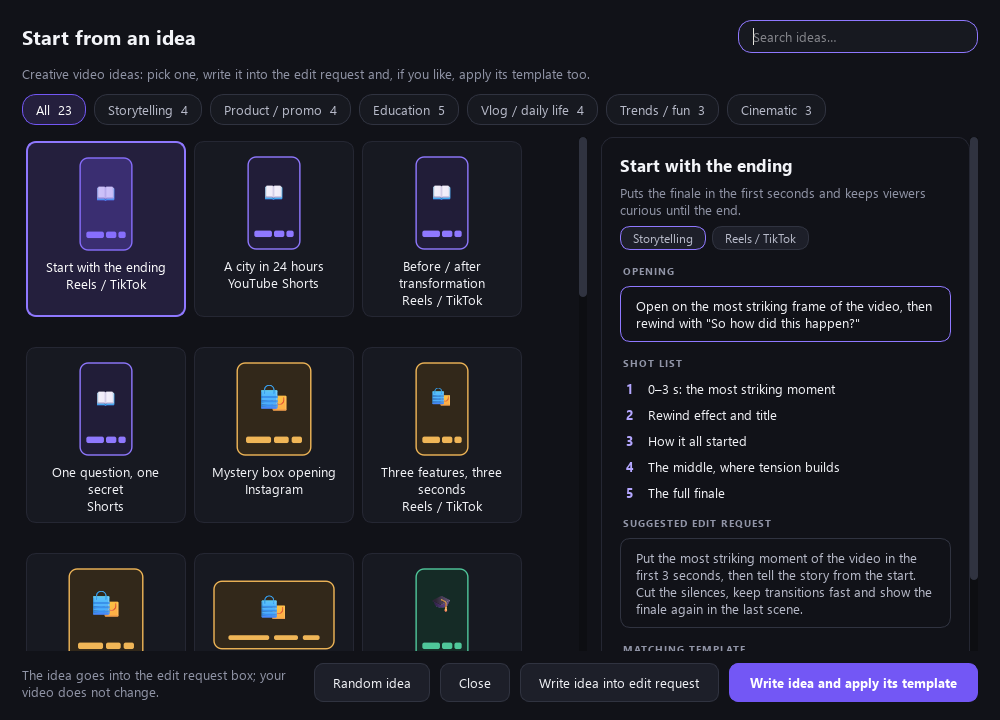 Start from an idea
Search ideas...
Creative video ideas: pick one, write it into the edit request and, if you like, apply its template too.
All 23
Storytelling 4
Product / promo 4
Education 5
Vlog / daily life 4
Trends / fun 3
Cinematic 3
Start with the ending
Reels / TikTok
A city in 24 hours
YouTube Shorts
Before / after
transformation
Reels / TikTok
One question, one
secret
Shorts
Mystery box opening
Instagram
Three features, three
seconds
Reels / TikTok
Start with the ending
Puts the finale in the first seconds and keeps viewers
curious until the end.
Storytelling
Reels / TikTok
OPENING
Open on the most striking frame of the video, then
rewind with "So how did this happen?"
SHOT LIST
1 0–3 s: the most striking moment
2 Rewind effect and title
3 How it all started
4 The middle, where tension builds
5 The full finale
SUGGESTED EDIT REQUEST
Put the most striking moment of the video in the
first 3 seconds, then tell the story from the start.
Cut the silences, keep transitions fast and show the
finale again in the last scene.
MATCHING TEMPLATE
The idea goes into the edit request box; your
video does not change.
Random idea
Close
Write idea into edit request
Write idea and apply its template